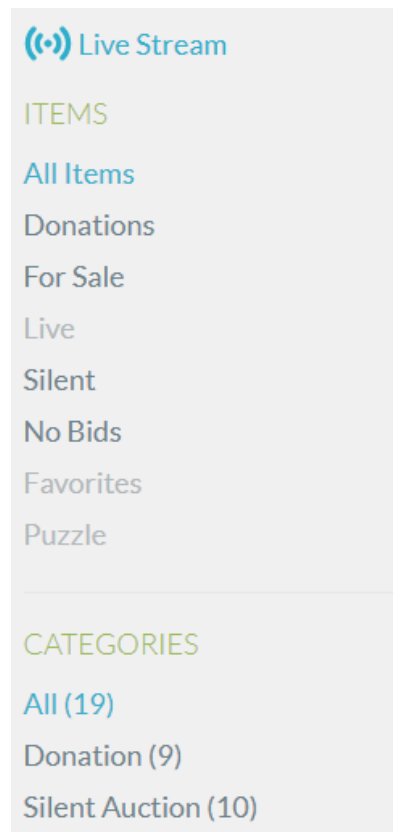 Live Stream
ITEMS
All Items
Donations
For Sale
Live
Silent
No Bids
Favorites
Puzzle
CATEGORIES
All (19)
Donation (9)
Silent Auction (10)